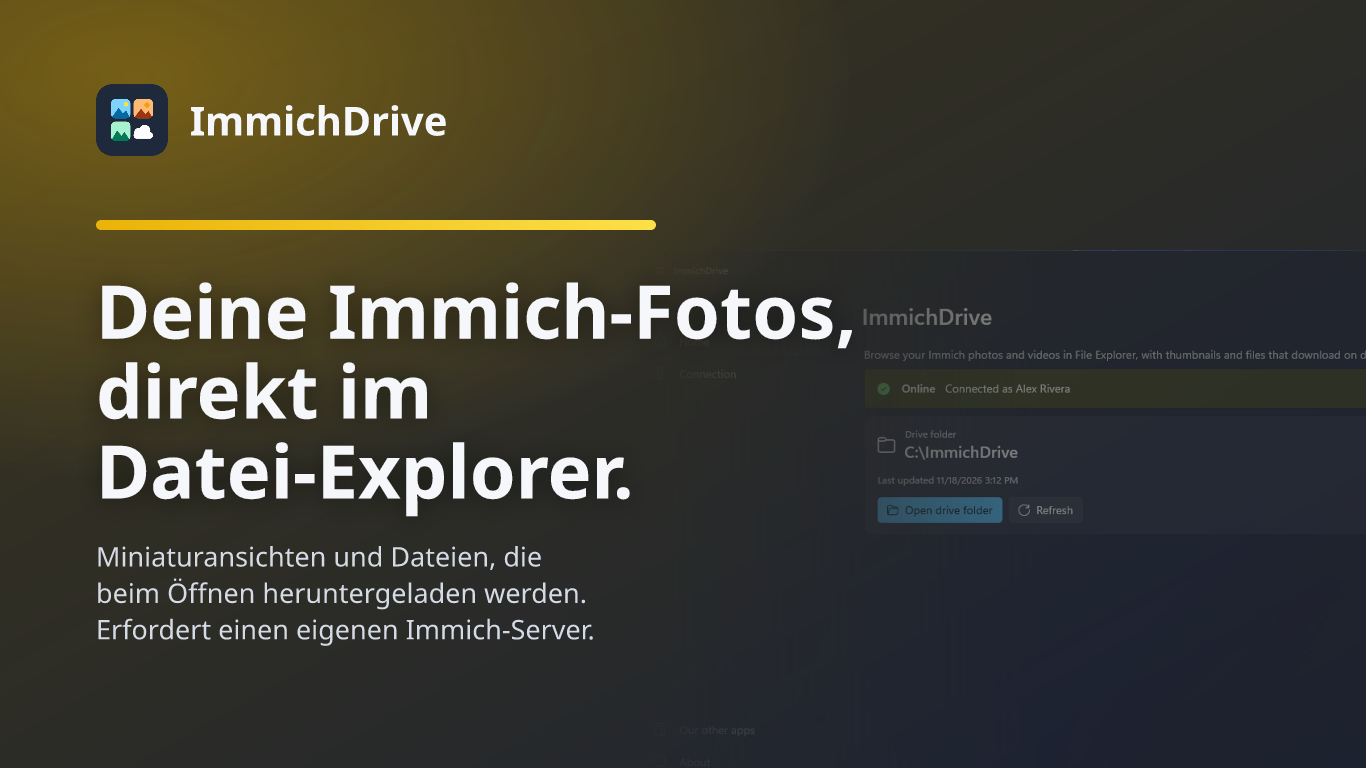 ImmichDrive
Deine Immich-Fotos,
direkt im
Datei-Explorer.
Miniaturansichten und Dateien, die
beim Öffnen heruntergeladen werden.
Erfordert einen eigenen Immich-Server.
ImmichDrive
Connection
ImmichDrive
Browse your Immich photos and videos in File Explorer, with thumbnails and files that download on
Online Connected as Alex Rivera
Drive folder
C:\ImmichDrive
Last updated 11/18/2026 3:12 PM
Open drive folder Refresh
Our other apps
About